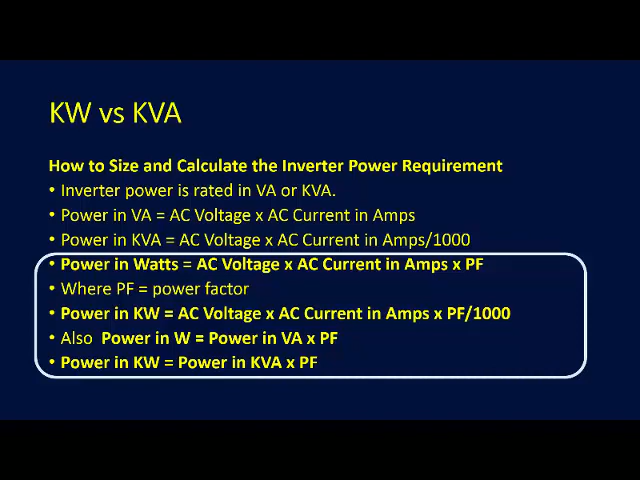 KW vs KVA
How to Size and Calculate the Inverter Power Requirement
• Inverter power is rated in VA or KVA.
• Power in VA = AC Voltage x AC Current in Amps
• Power in KVA = AC Voltage x AC Current in Amps/1000
• Power in Watts = AC Voltage x AC Current in Amps x PF
• Where PF = power factor
• Power in KW = AC Voltage x AC Current in Amps x PF/1000
• Also Power in W = Power in VA x PF
• Power in KW = Power in KVA x PF